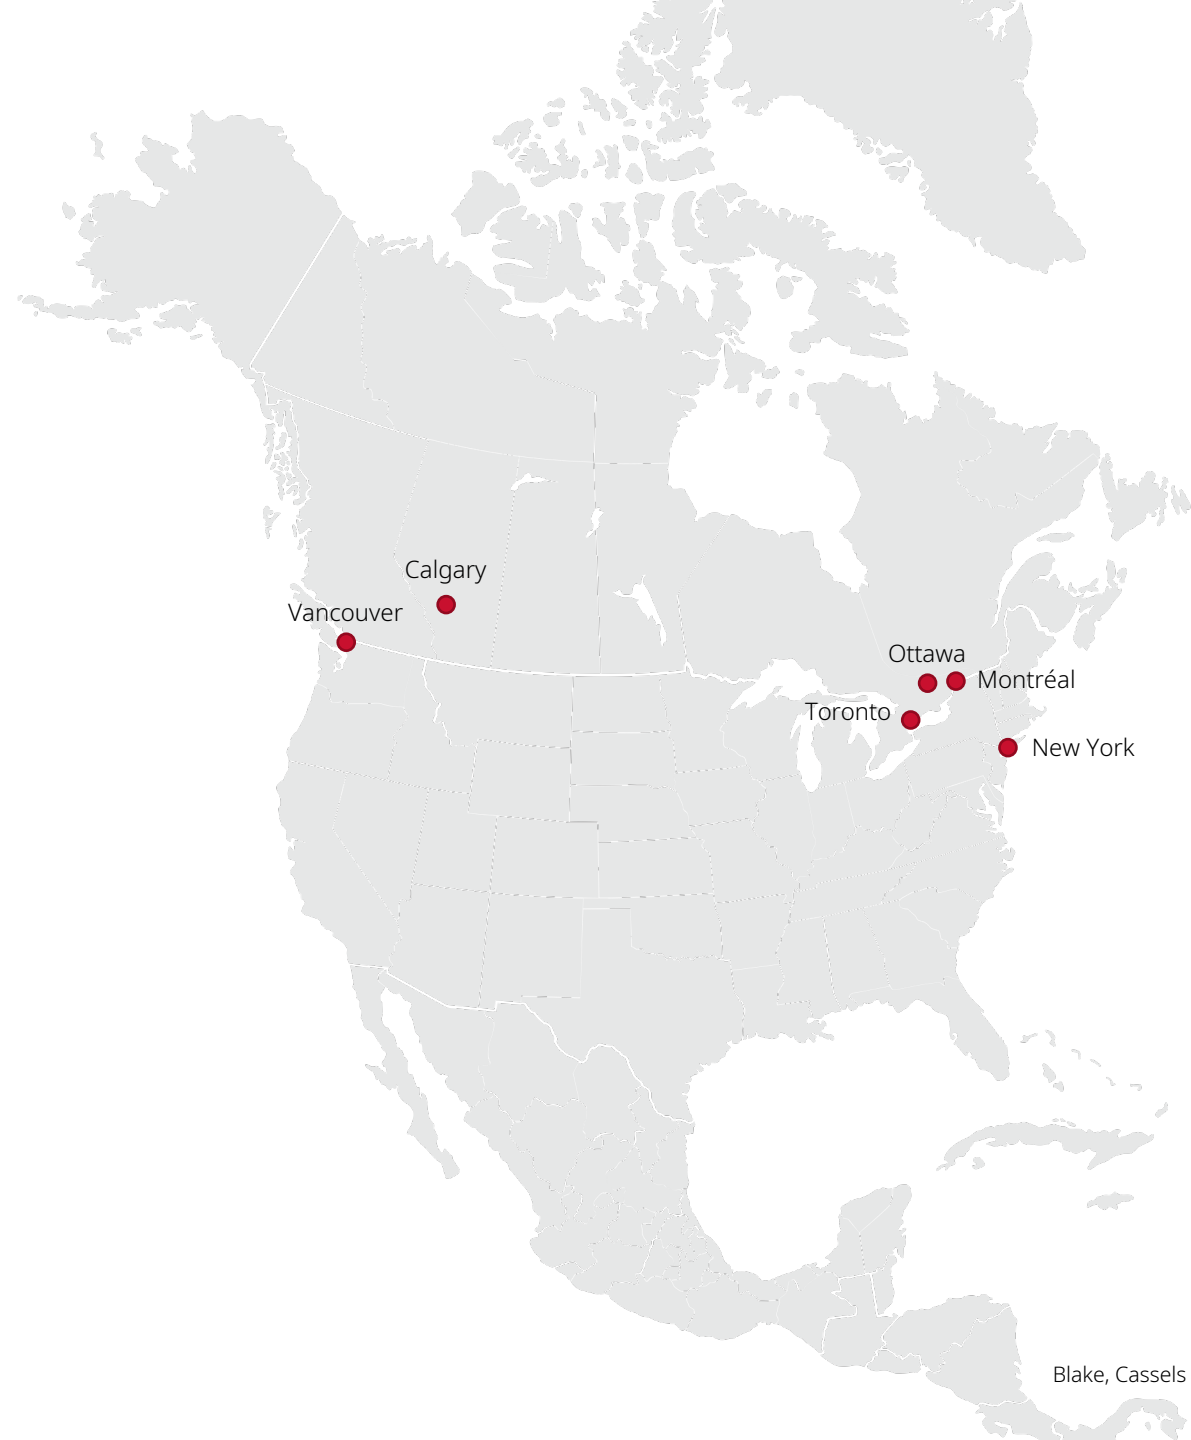 Calgary
Vancouver
Ottawa
Montréal
Toronto
New York
Blake, Cassels